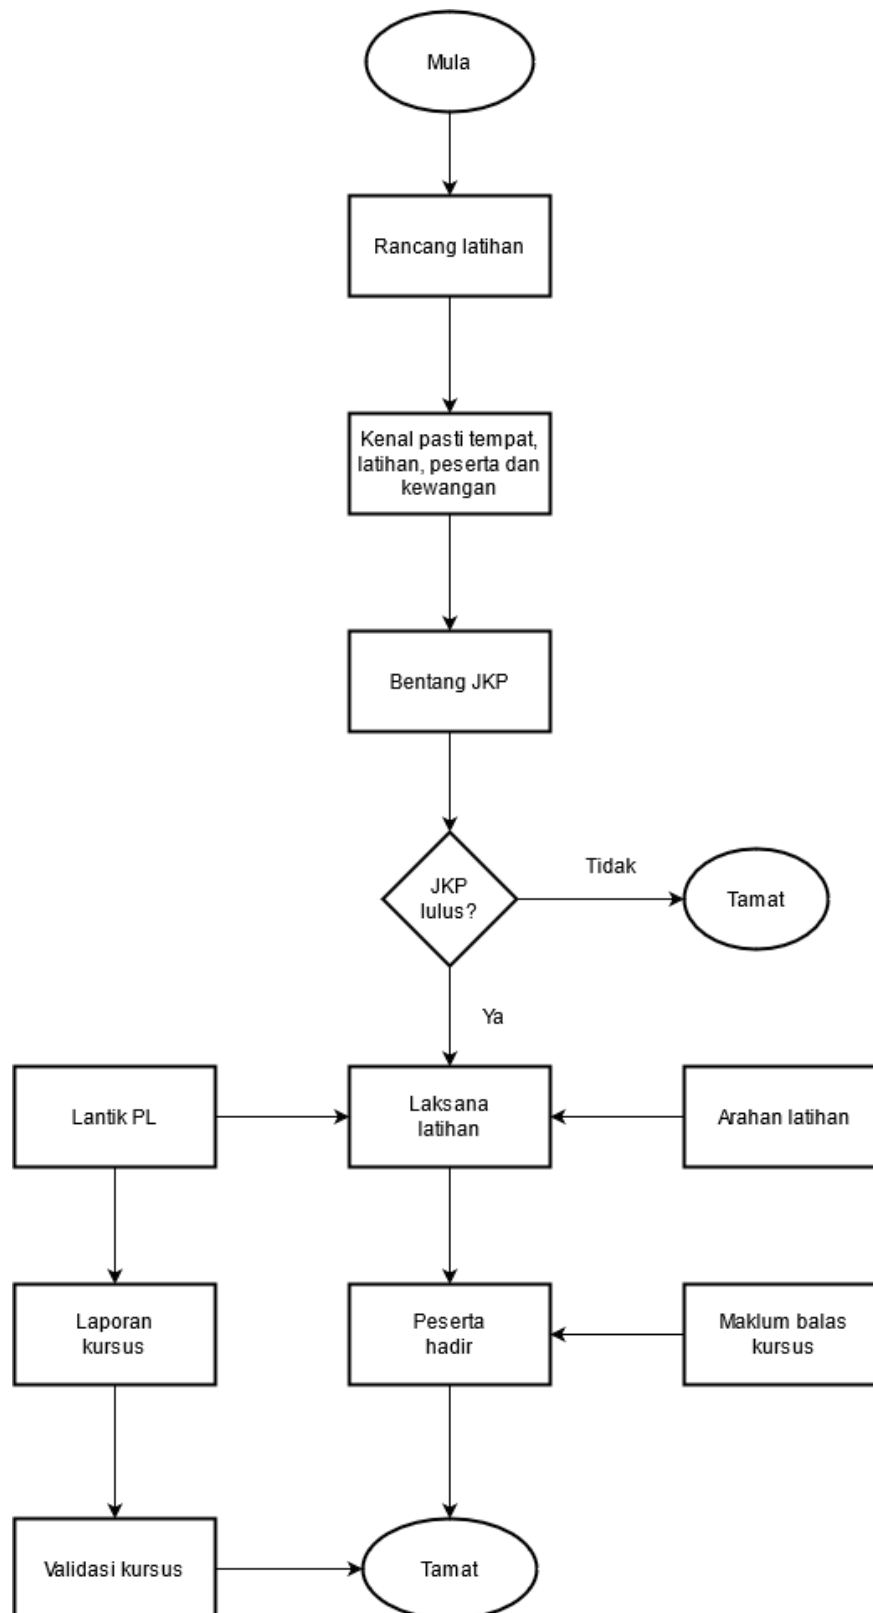 Mula
Rancang latihan
Kenal pasti tempat,
latihan, peserta dan
kewangan
Bentang JKP
JKP
lulus?
Tidak
Tamat
Ya
Lantik PL
Laksana
latihan
Arahan latihan
Laporan
kursus
Peserta
hadir
Maklum balas
kursus
Validasi kursus
Tamat